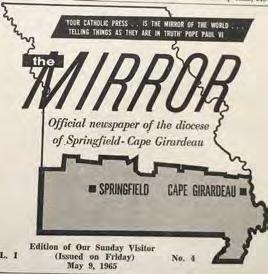 'YOUR CATHOLIC PRESS . . IS THE MIRROR OF THE WORLD . . .
TELLING THINGS AS THEY ARE IN TRUTH' POPE PAUL VI
the
MIRROR
Official newspaper of the diocese
of Springfield-Cape Girardeau
SPRINGFIELD CAPE GIRARDEAU
Edition of Our Sunday Visitor
L. I (Issued on Friday) No. 4
May 9, 1965